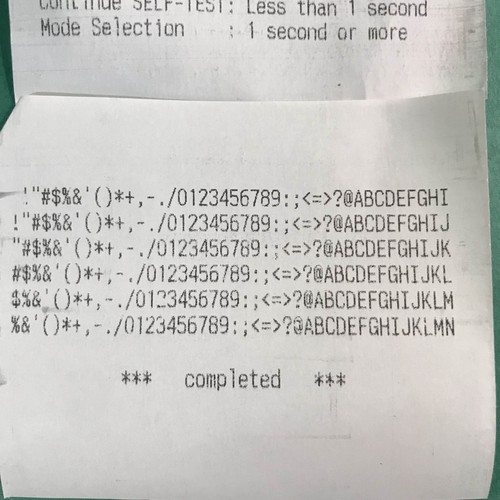 Continue SELF-TEST: Less than 1 second
Mode Selection    : 1 second or more
 !"#$%&'()*+,-./0123456789:;<=>?@ABCDEFGHI
!"#$%&'()*+,-./0123456789:;<=>?@ABCDEFGHIJ
"#$%&'()*+,-./0123456789:;<=>?@ABCDEFGHIJK
#$%&'()*+,-./0123456789:;<=>?@ABCDEFGHIJKL
$%&'()*+,-./0123456789:;<=>?@ABCDEFGHIJKLM
%&'()*+,-./0123456789:;<=>?@ABCDEFGHIJKLMN
*** completed ***